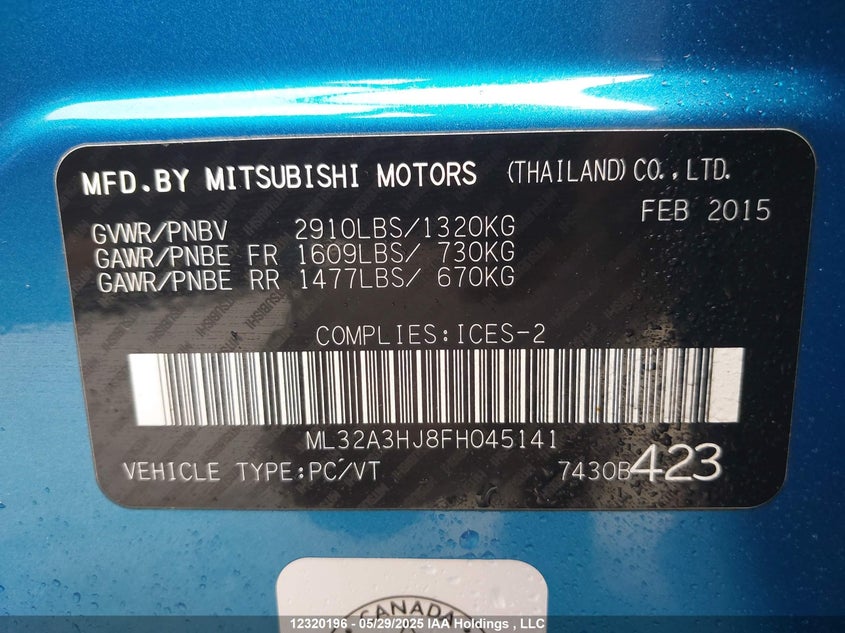 MFD.BY MITSUBISHI MOTORS (THAILAND)CO.,LTD.
FEB 2015
GVWR/PNBV 2910LBS/1320KG
GAWR/PNBE FR 1609LBS/ 730KG
GAWR/PNBE RR 1477LBS/ 670KG
COMPLIES:ICES-2
ML32A3HJ8FH045141
VEHICLE TYPE:PC/VT 7430B423
CANADA
12320196 - 05/29/2025 IAA Holdings , LLC